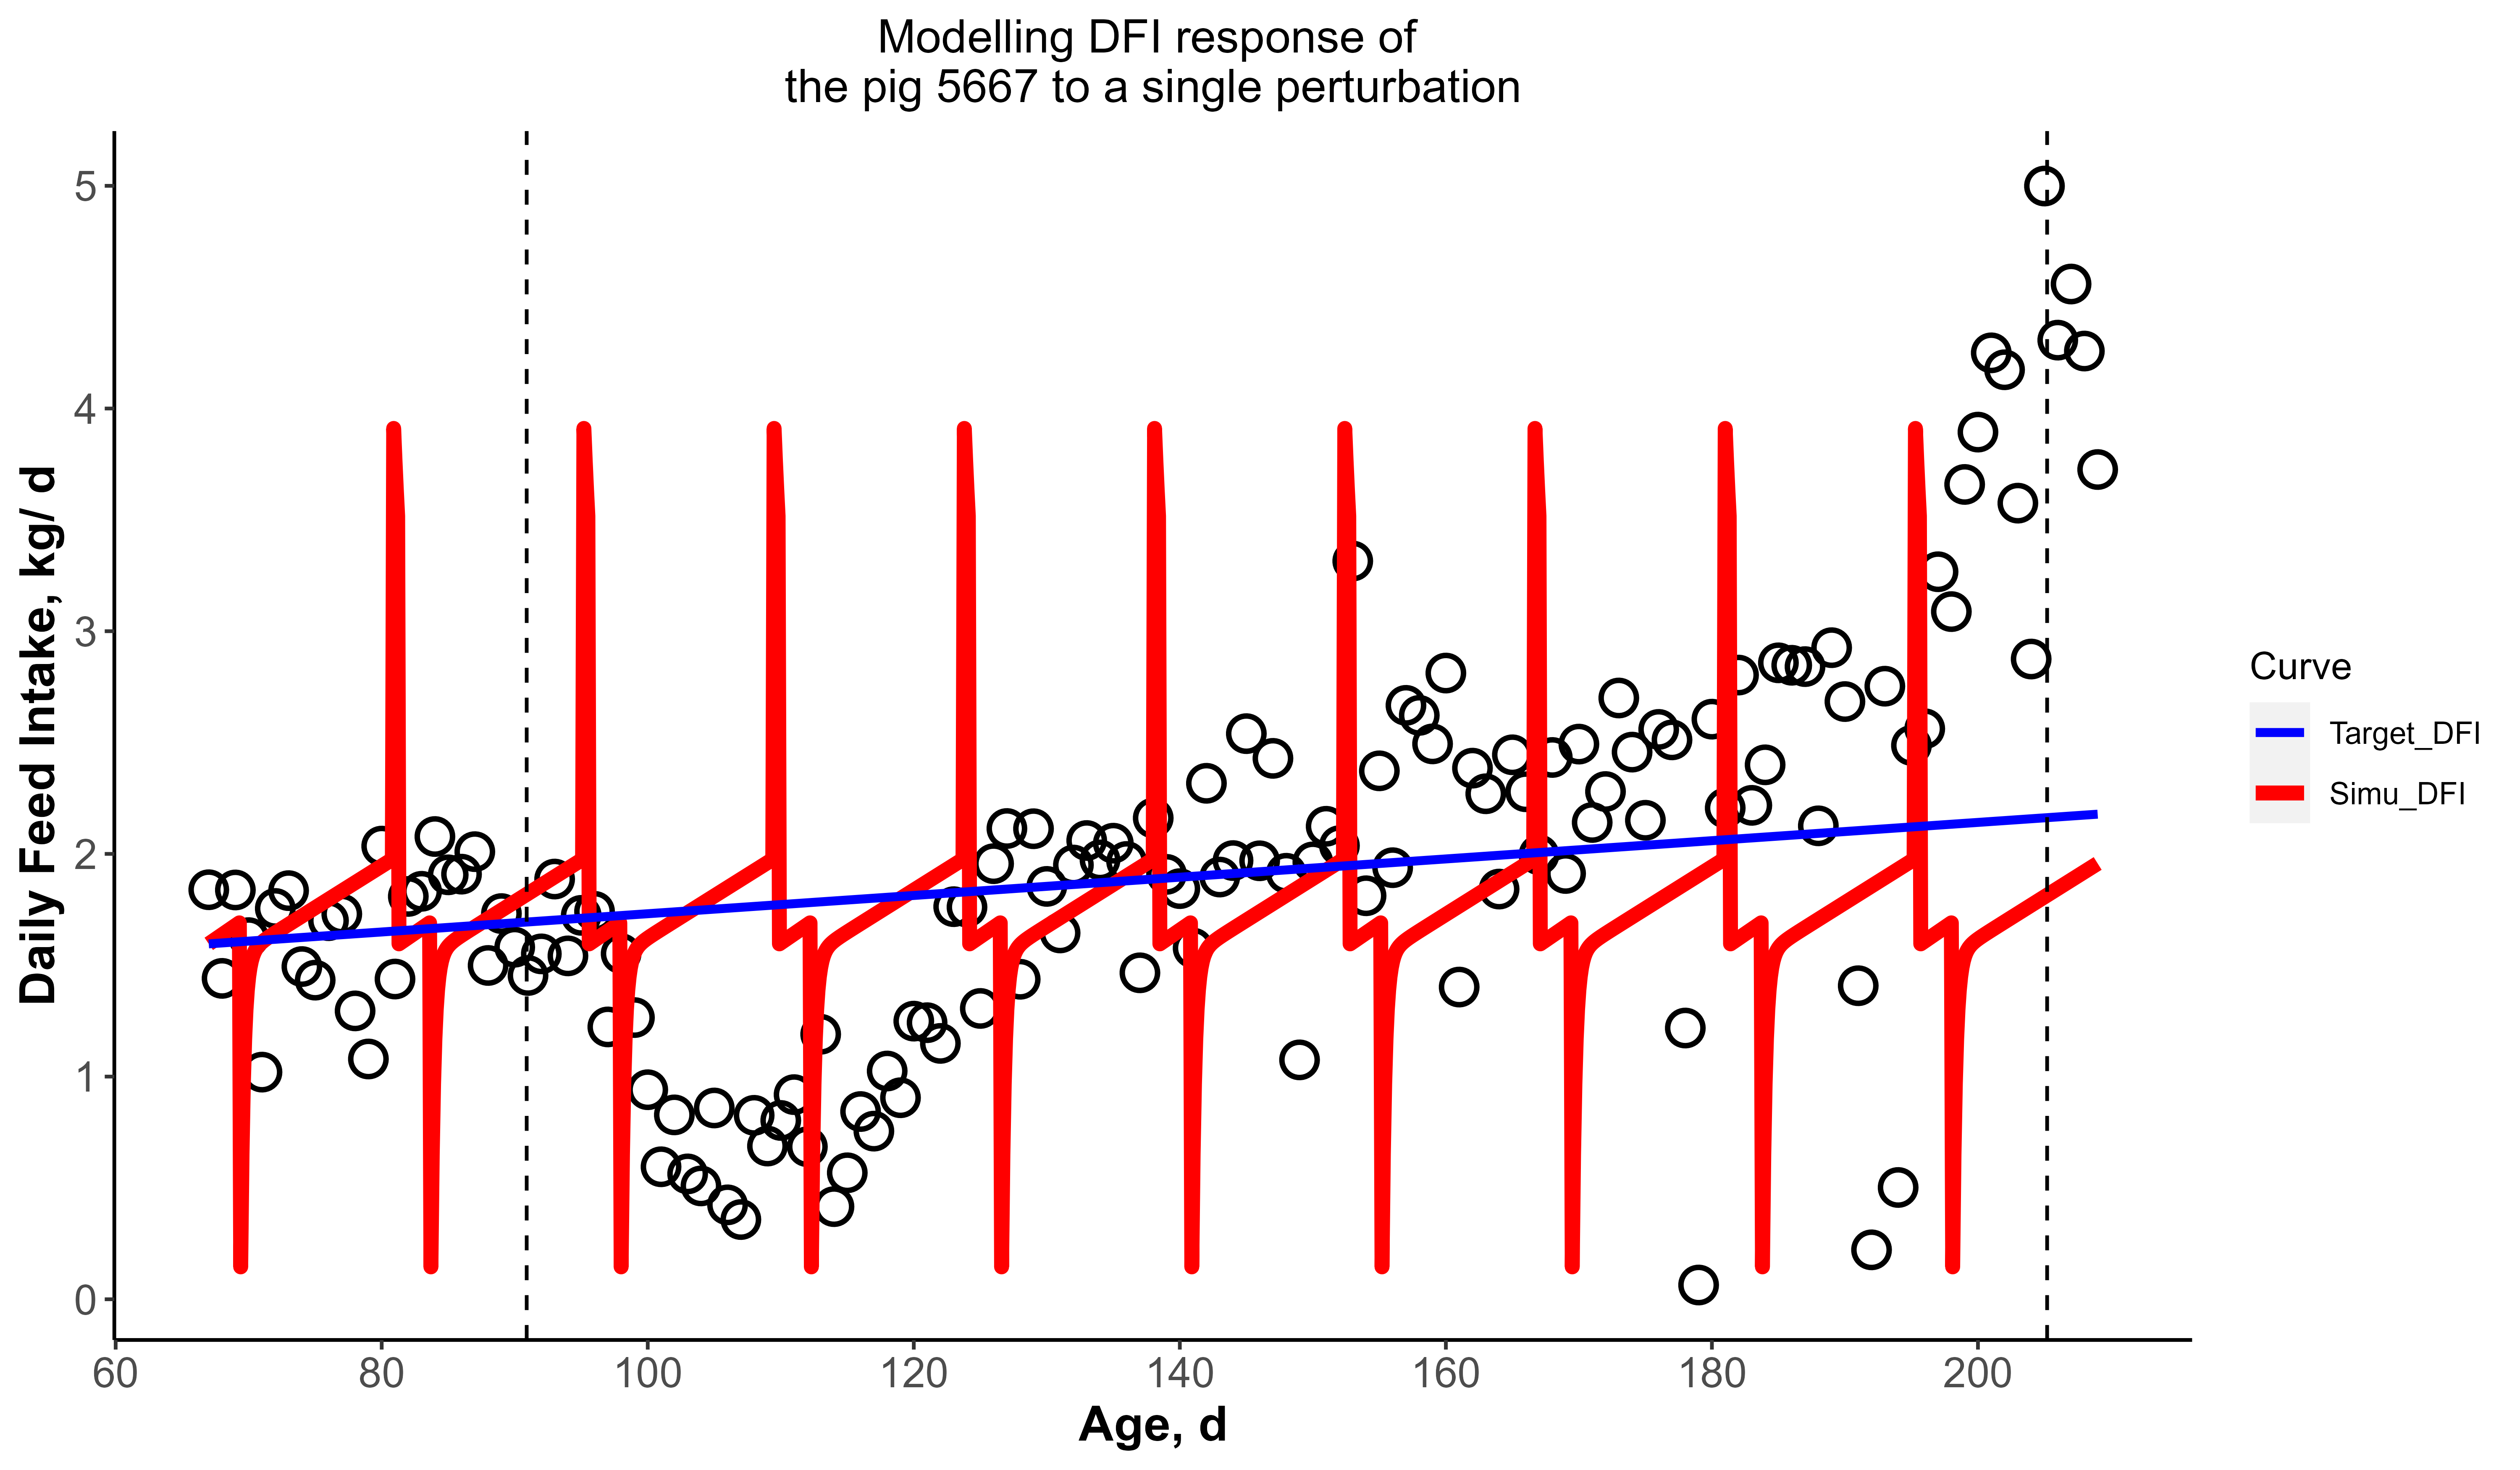 Modelling DFI response of
the pig 5667 to a single perturbation
Daily Feed Intake, kg/ d
5
4
3
2
1
0
60 80 100 120 140 160 180 200
Age, d
Curve
Target_DFI
Simu_DFI